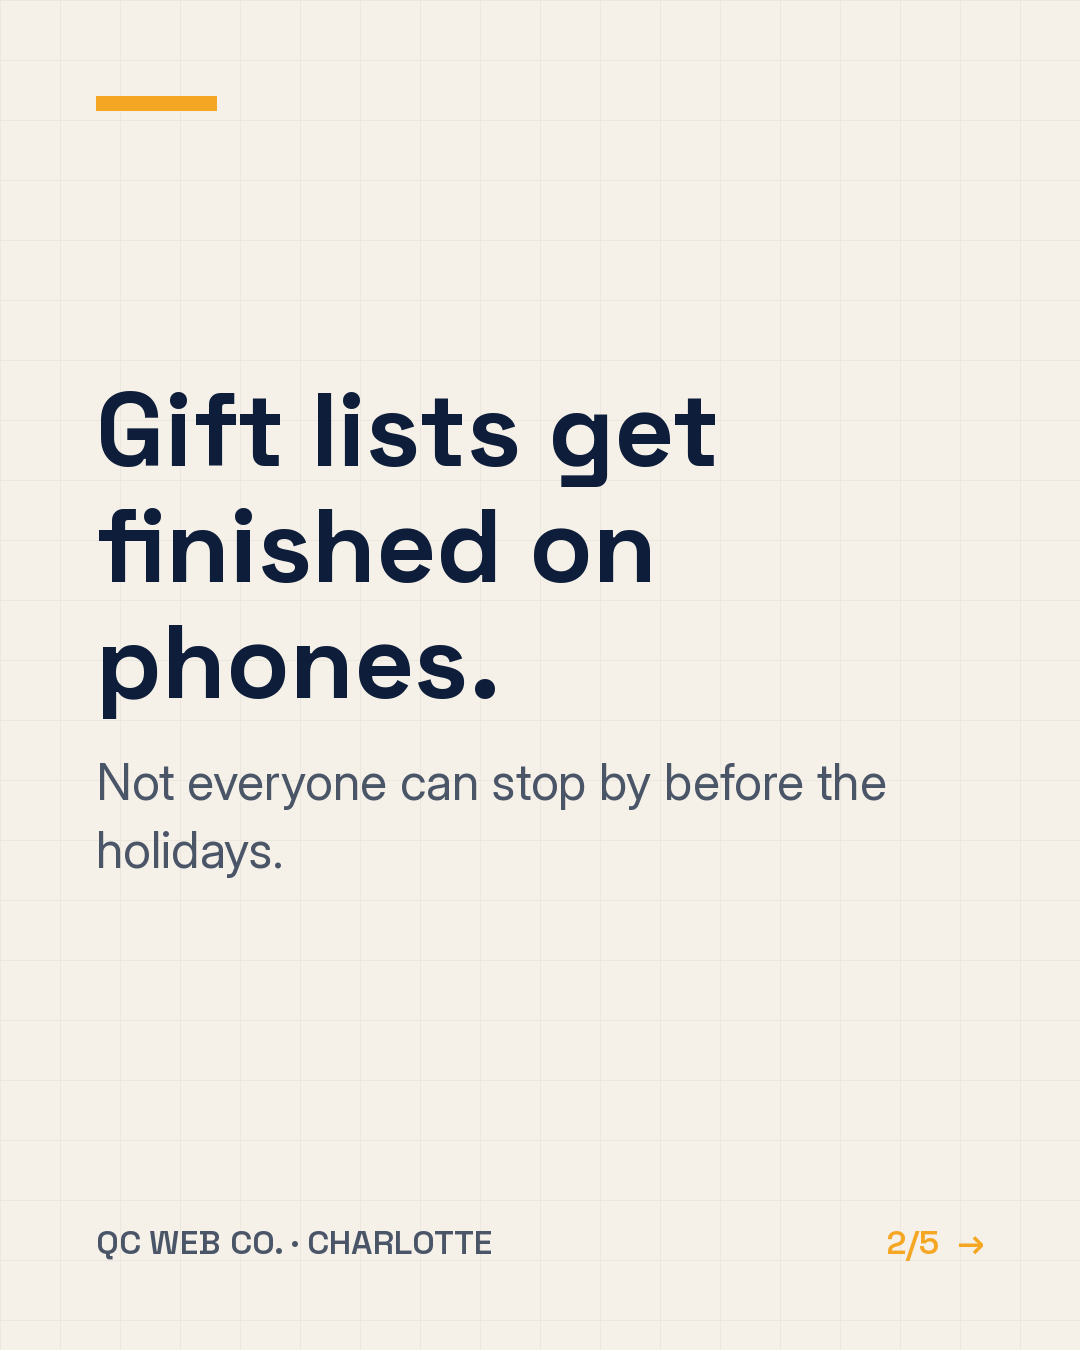 Gift lists get
finished on
phones.
Not everyone can stop by before the
holidays.
QC WEB CO. · CHARLOTTE
2/5 →